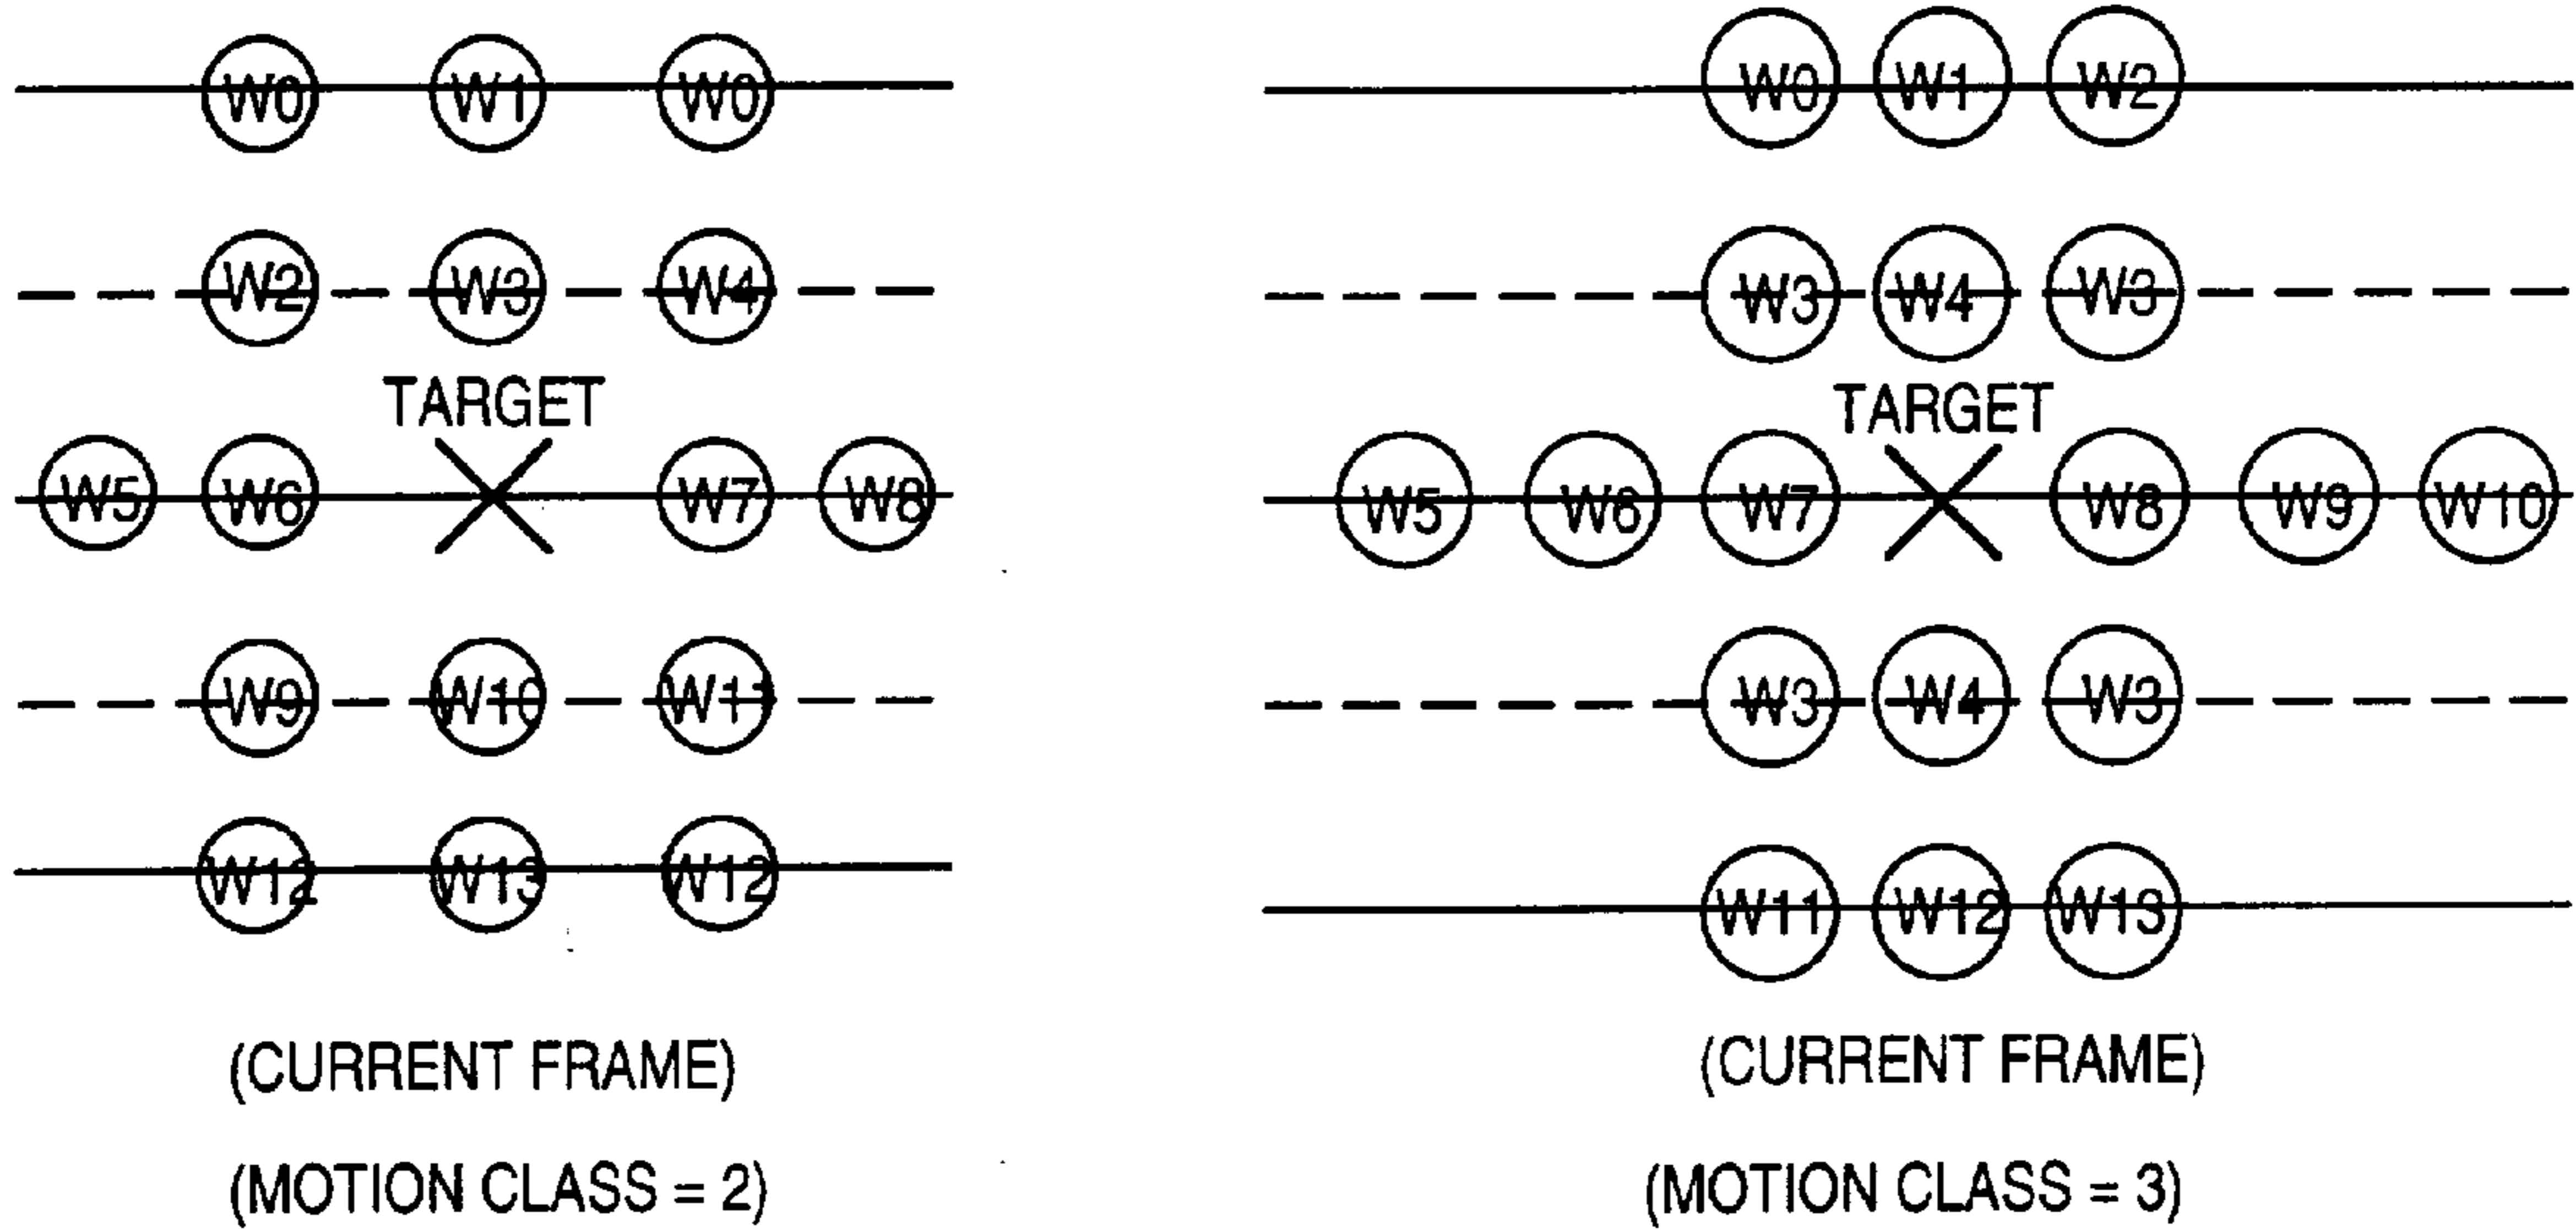 W0 W1 W0
W2 W3 W4
TARGET
W5 W6 W7 W8
W9 W10 W11
W12 W13 W12
(CURRENT FRAME)
(MOTION CLASS = 2)
W0 W1 W2
W3 W4 W3
TARGET
W5 W6 W7 W8 W9 W10
W3 W4 W3
W11 W12 W13
(CURRENT FRAME)
(MOTION CLASS = 3)